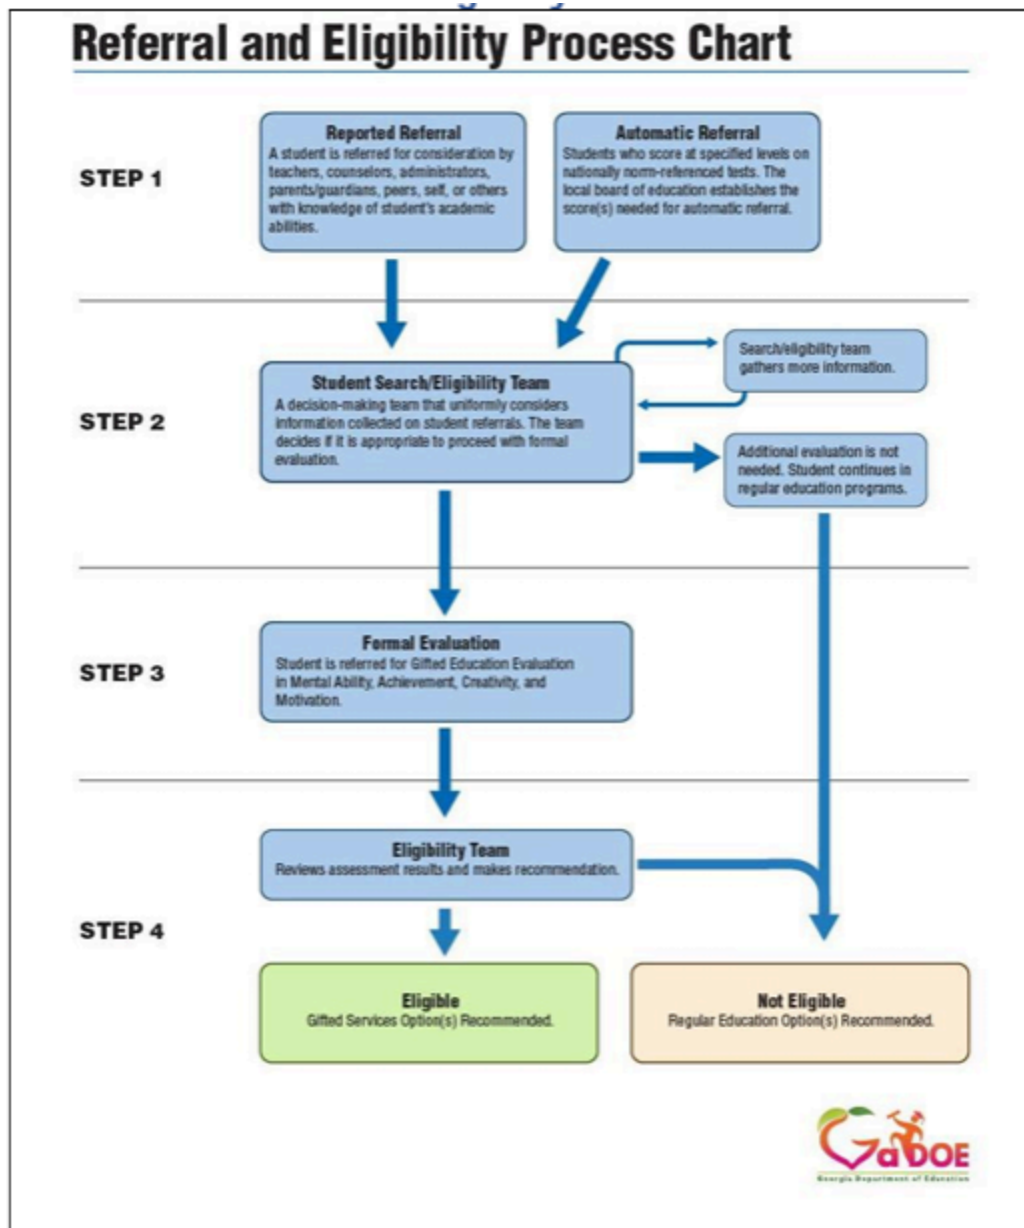 Referral and Eligibility Process Chart
STEP 1
Reported Referral
A student is referred for consideration by
teachers, counselors, administrators,
parents/guardians, peers, self, or others
with knowledge of student's academic
abilities.
Automatic Referral
Students who score at specified levels on
nationally norm-referenced tests. The
local board of education establishes the
score(s) needed for automatic referral.
STEP 2
Student Search/Eligibility Team
A decision-making team that uniformly considers
information collected on student referrals. The team
decides if it is appropriate to proceed with formal
evaluation.
Search/eligibility team
gathers more information.
Additional evaluation is not
needed. Student continues in
regular education programs.
STEP 3
Formal Evaluation
Student is referred for Gifted Education Evaluation
in Mental Ability, Achievement, Creativity, and
Motivation.
STEP 4
Eligibility Team
Reviews assessment results and makes recommendation.
Eligible
Gifted Services Option(s) Recommended.
Not Eligible
Regular Education Option(s) Recommended.
GaDOE
Georgia Department of Education